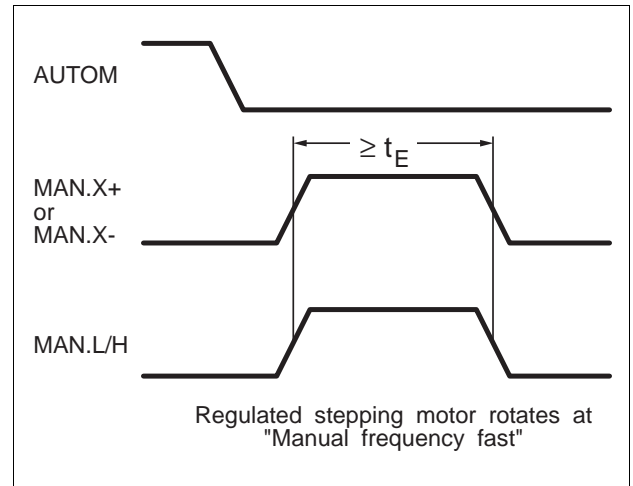 AUTOM
≥ tE
MAN.X+
or
MAN.X-
MAN.L/H
Regulated stepping motor rotates at
"Manual frequency fast"